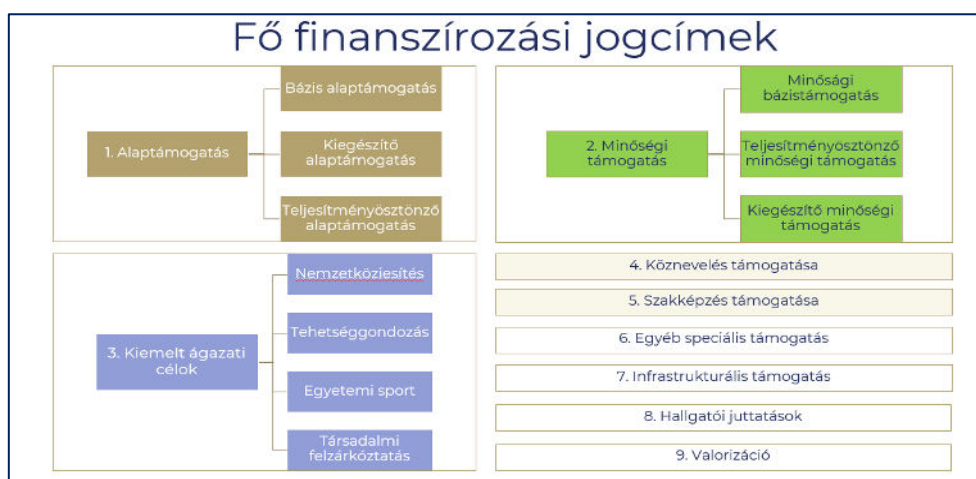 Fő finanszírozási jogcímek
1. Alaptámogatás
Bázis alaptámogatás
Kiegészítő
alaptámogatás
Teljesítményösztönző
alaptámogatás
2. Minőségi
támogatás
Minősági
bázistámogatás
Teljesítményösztönző
minőségi támogatás
Kiegészítő minőségi
támogatás
3. Kiemelt ágazati
célok
Nemzetköziesítés
Tehetséggondozás
Egyetemi sport
Társadalmi
felzárkóztatás
4. Köznevelés támogatása
5. Szakképzés támogatása
6. Egyéb speciális támogatás
7. Infrastrukturális támogatás
8. Hallgatói juttatások
9. Valorizáció